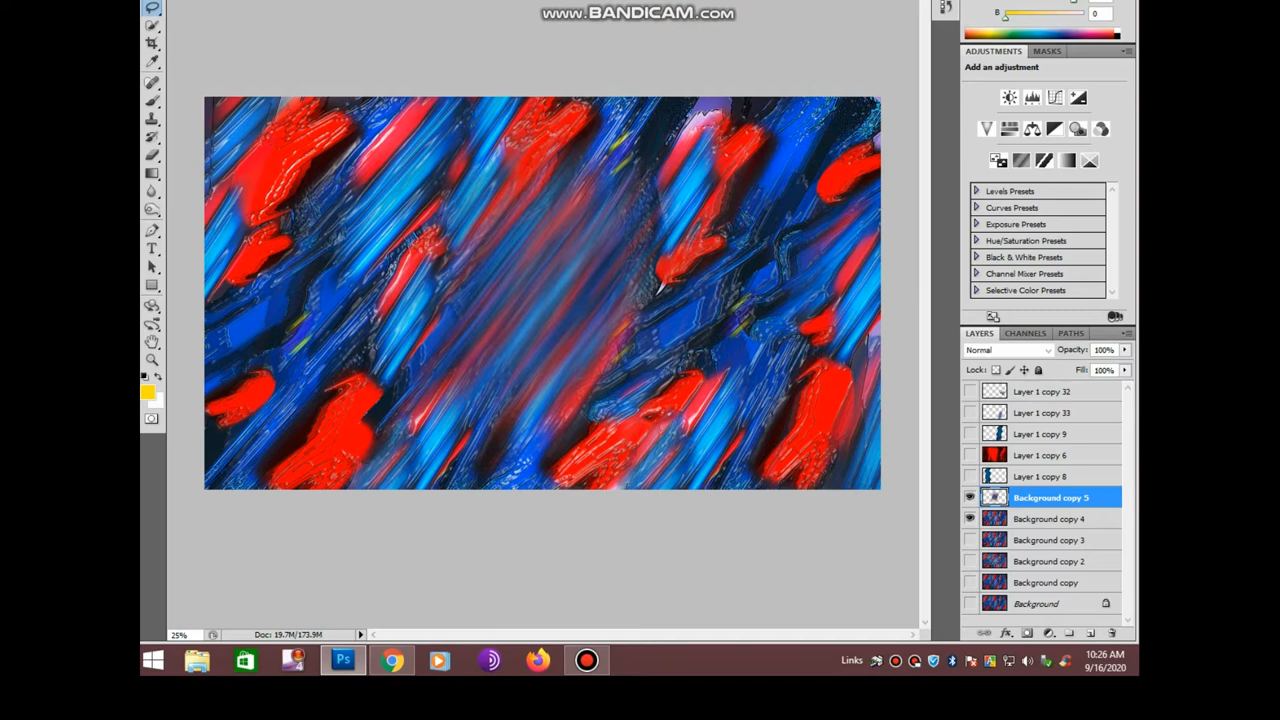 www.BANDICAM.com
B
0
ADJUSTMENTS MASKS
Add an adjustment
Levels Presets
Curves Presets
Exposure Presets
Hue/Saturation Presets
Black & White Presets
Channel Mixer Presets
Selective Color Presets
LAYERS CHANNELS PATHS
Normal Opacity: 100%
Lock: Fill: 100%
Layer 1 copy 32
Layer 1 copy 33
Layer 1 copy 9
Layer 1 copy 6
Layer 1 copy 8
Background copy 5
Background copy 4
Background copy 3
Background copy 2
Background copy
Background
fx
25% Doc: 19.7M/173.9M
4 Ps Links 10:26 AM
9/16/2020